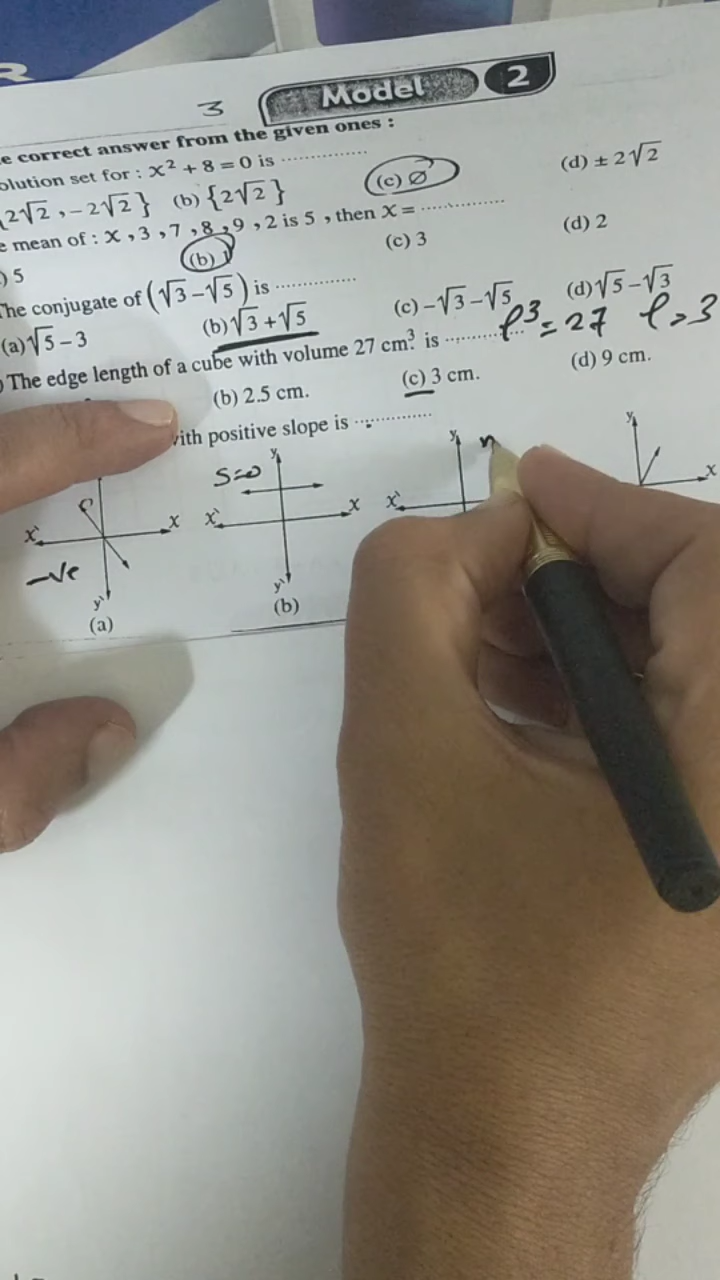 R
3 Model 2
e correct answer from the given ones :
olution set for : x² + 8 = 0 is ..............
{2√2 , −2√2} (b) {2√2} (c) ∅ (d) ± 2√2
e mean of : x , 3 , 7 , 8 , 9 , 2 is 5 , then x = ..............
) 5 (b) 1 (c) 3 (d) 2
The conjugate of (√3 − √5) is ..............
(a) √5 − 3 (b) √3 + √5 (c) −√3 − √5 (d) √5 − √3
ℓ³ = 27 ℓ = 3
The edge length of a cube with volume 27 cm³. is ..............
(b) 2.5 cm. (c) 3 cm. (d) 9 cm.
with positive slope is ..............
y y y
S=0
x` x x` x x` x
-ve
y` y`
(a) (b)